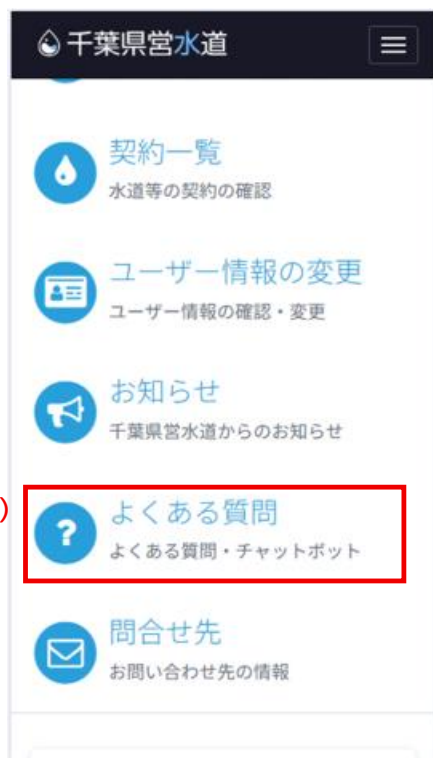 千葉県営水道
契約一覧
水道等の契約の確認
ユーザー情報の変更
ユーザー情報の確認・変更
お知らせ
千葉県営水道からのお知らせ
)
?
よくある質問
よくある質問・チャットボット
問合せ先
お問い合わせ先の情報